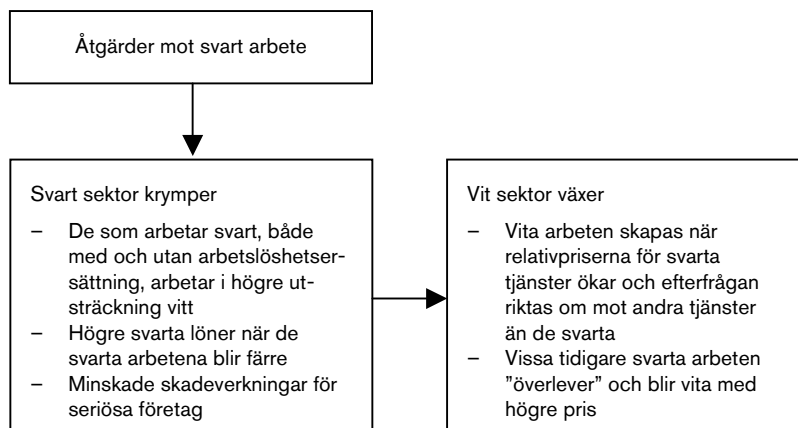 Åtgärder mot svart arbete
Svart sektor krymper
– De som arbetar svart, både
med och utan arbetslöshetser-
sättning, arbetar i högre ut-
sträckning vitt
– Högre svarta löner när de
svarta arbetena blir färre
– Minskade skadeverkningar för
seriösa företag
Vit sektor växer
– Vita arbeten skapas när
relativpriserna för svarta
tjänster ökar och efterfrågan
riktas om mot andra tjänster
än de svarta
– Vissa tidigare svarta arbeten
”överlever” och blir vita med
högre pris